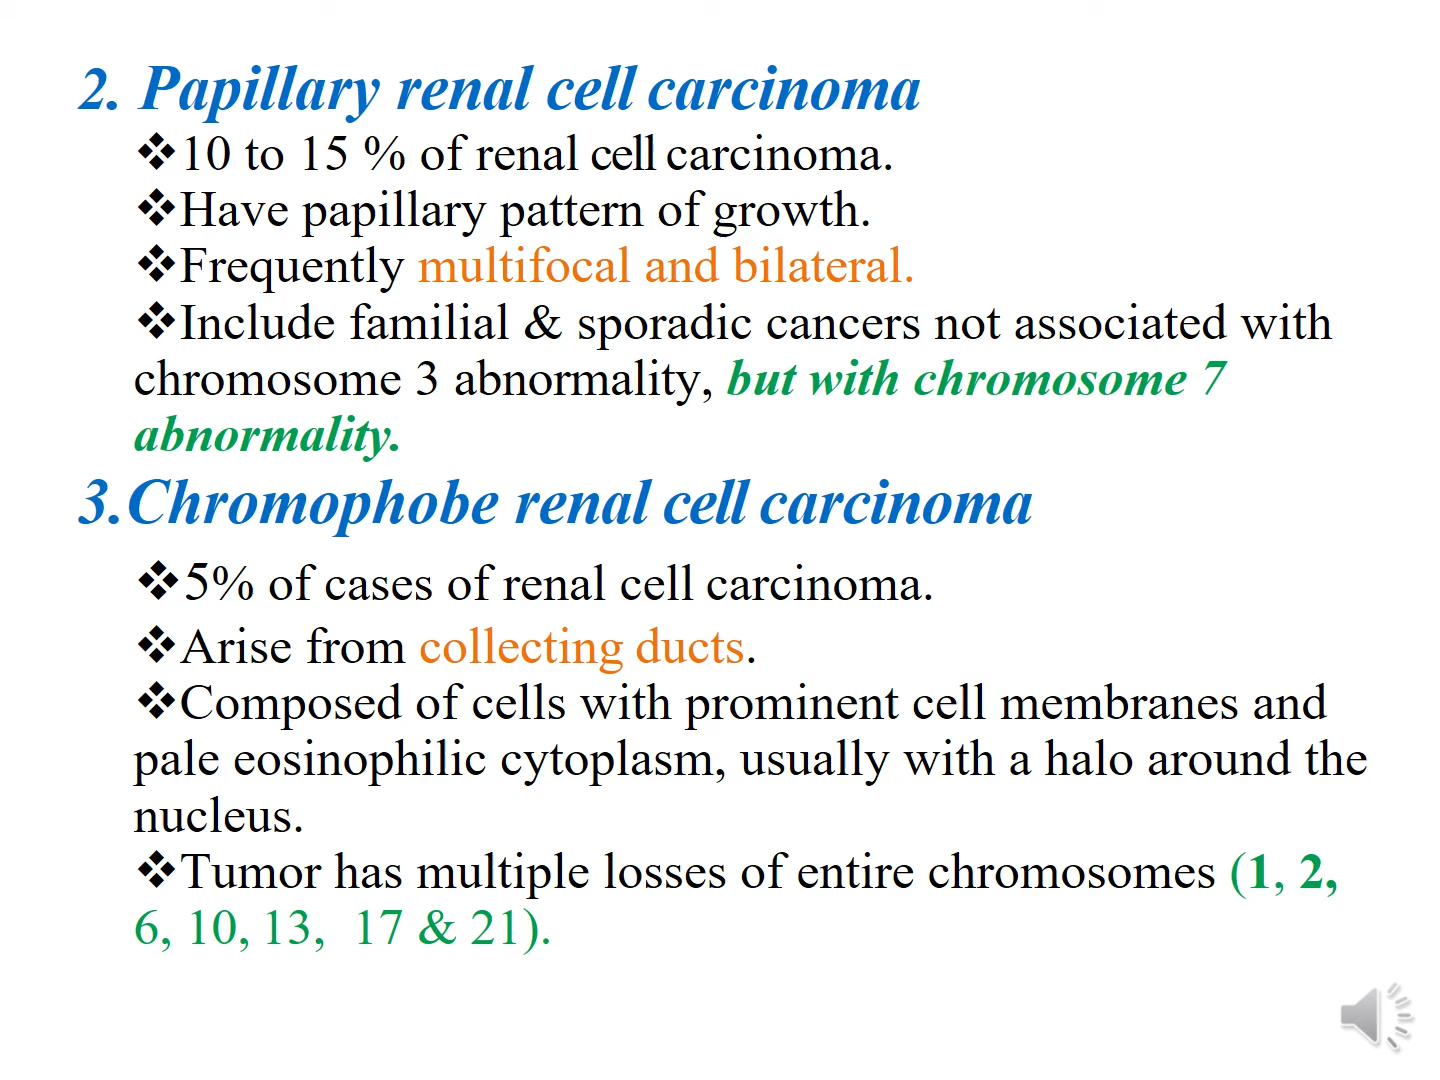 2. Papillary renal cell carcinoma
❖10 to 15 % of renal cell carcinoma.
❖Have papillary pattern of growth.
❖Frequently multifocal and bilateral.
❖Include familial & sporadic cancers not associated with
chromosome 3 abnormality, but with chromosome 7
abnormality.
3.Chromophobe renal cell carcinoma
❖5% of cases of renal cell carcinoma.
❖Arise from collecting ducts.
❖Composed of cells with prominent cell membranes and
pale eosinophilic cytoplasm, usually with a halo around the
nucleus.
❖Tumor has multiple losses of entire chromosomes (1, 2,
6, 10, 13, 17 & 21).